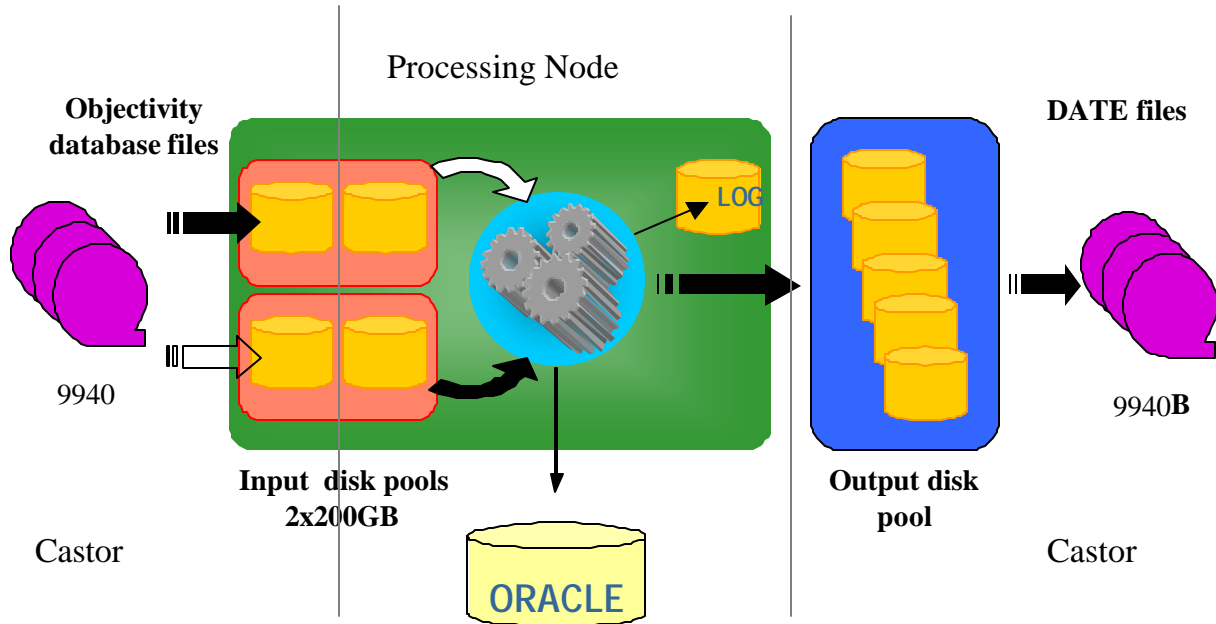 Processing Node
Objectivity
database files
DATE files
LOG
9940
9940B
Input disk pools
2x200GB
Output disk
pool
Castor
Castor
ORACLE